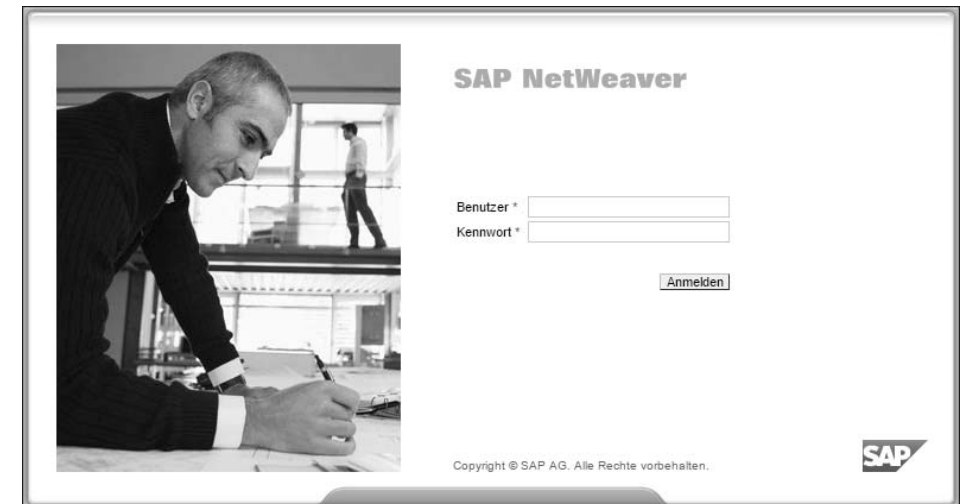 SAP NetWeaver
Benutzer *
Kennwort *
Anmelden
Copyright © SAP AG. Alle Rechte vorbehalten.
SAP